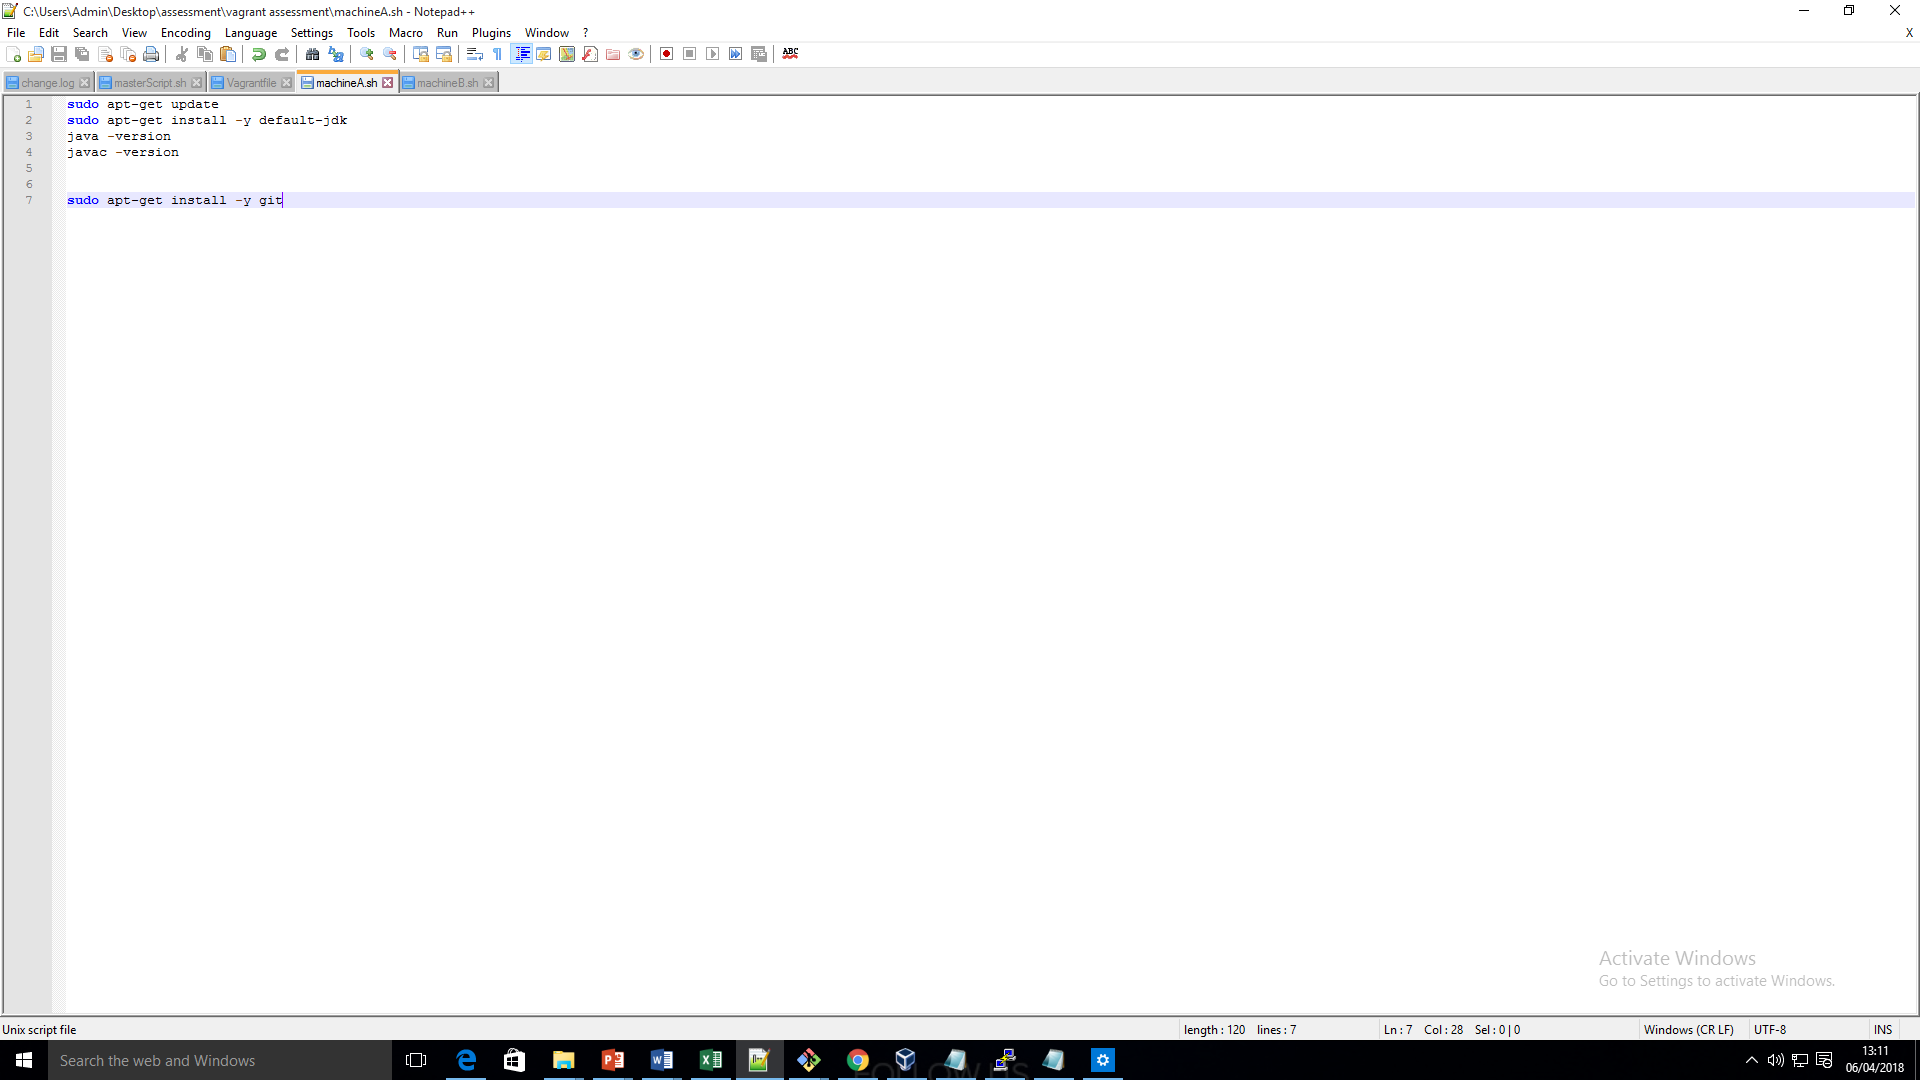 C:\Users\Admin\Desktop\assessment\vagrant assessment\machineA.sh - Notepad++
File Edit Search View Encoding Language Settings Tools Macro Run Plugins Window ? X
ABC
change.log masterScript.sh Vagrantfile machineA.sh machineB.sh
1 sudo apt-get update
2 sudo apt-get install -y default-jdk
3 java -version
4 javac -version
5
6
7 sudo apt-get install -y git
Activate Windows
Go to Settings to activate Windows.
Unix script file length : 120 lines : 7 Ln : 7 Col : 28 Sel : 0 | 0 Windows (CR LF) UTF-8 INS
Search the web and Windows
FOLLOW US
13:11
06/04/2018